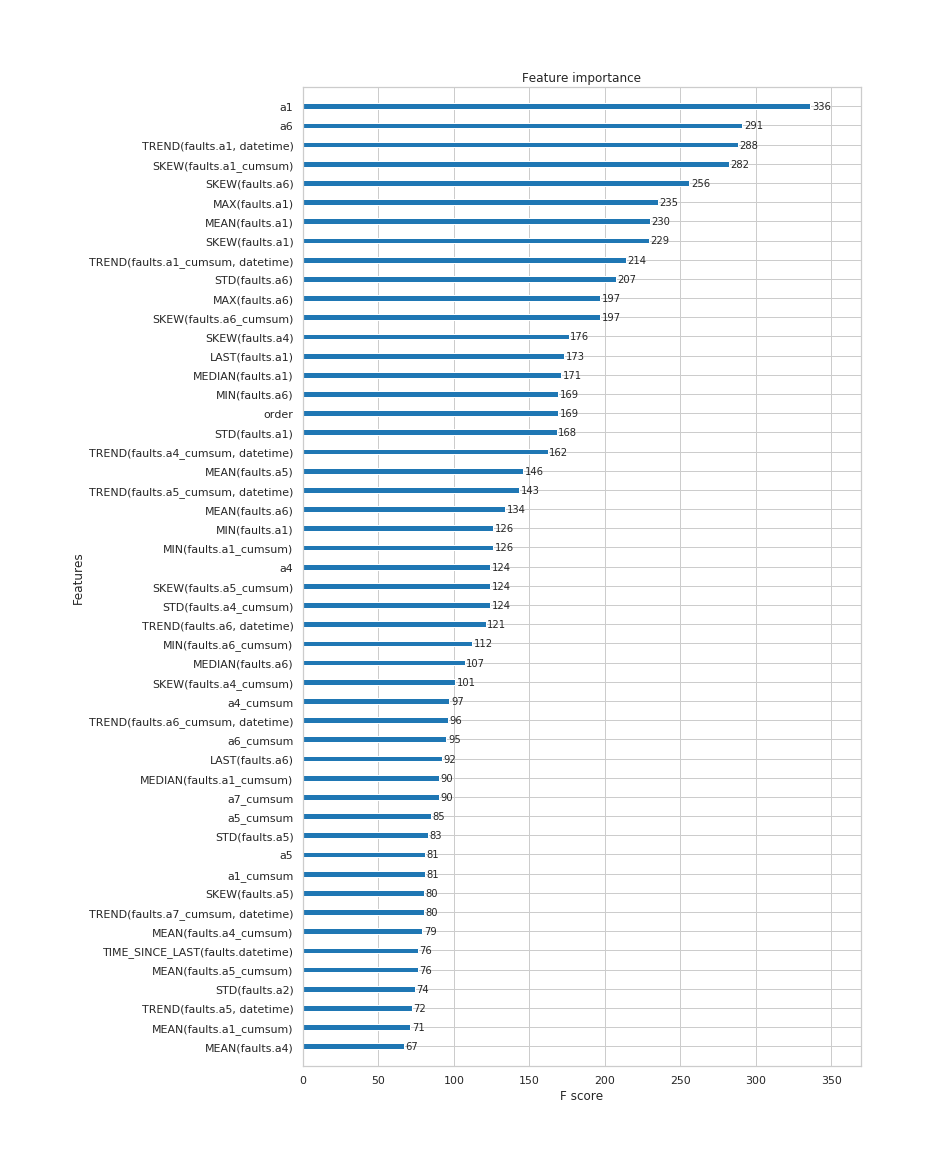 Feature importance
a1 336
a6 291
TREND(faults.a1, datetime) 288
SKEW(faults.a1_cumsum) 282
SKEW(faults.a6) 256
MAX(faults.a1) 235
MEAN(faults.a1) 230
SKEW(faults.a1) 229
TREND(faults.a1_cumsum, datetime) 214
STD(faults.a6) 207
MAX(faults.a6) 197
SKEW(faults.a6_cumsum) 197
SKEW(faults.a4) 176
LAST(faults.a1) 173
MEDIAN(faults.a1) 171
MIN(faults.a6) 169
order 169
STD(faults.a1) 168
TREND(faults.a4_cumsum, datetime) 162
MEAN(faults.a5) 146
TREND(faults.a5_cumsum, datetime) 143
MEAN(faults.a6) 134
MIN(faults.a1) 126
MIN(faults.a1_cumsum) 126
a4 124
SKEW(faults.a5_cumsum) 124
STD(faults.a4_cumsum) 124
TREND(faults.a6, datetime) 121
MIN(faults.a6_cumsum) 112
MEDIAN(faults.a6) 107
SKEW(faults.a4_cumsum) 101
a4_cumsum 97
TREND(faults.a6_cumsum, datetime) 96
a6_cumsum 95
LAST(faults.a6) 92
MEDIAN(faults.a1_cumsum) 90
a7_cumsum 90
a5_cumsum 85
STD(faults.a5) 83
a5 81
a1_cumsum 81
SKEW(faults.a5) 80
TREND(faults.a7_cumsum, datetime) 80
MEAN(faults.a4_cumsum) 79
TIME_SINCE_LAST(faults.datetime) 76
MEAN(faults.a5_cumsum) 76
STD(faults.a2) 74
TREND(faults.a5, datetime) 72
MEAN(faults.a1_cumsum) 71
MEAN(faults.a4) 67
Features
0 50 100 150 200 250 300 350
F score